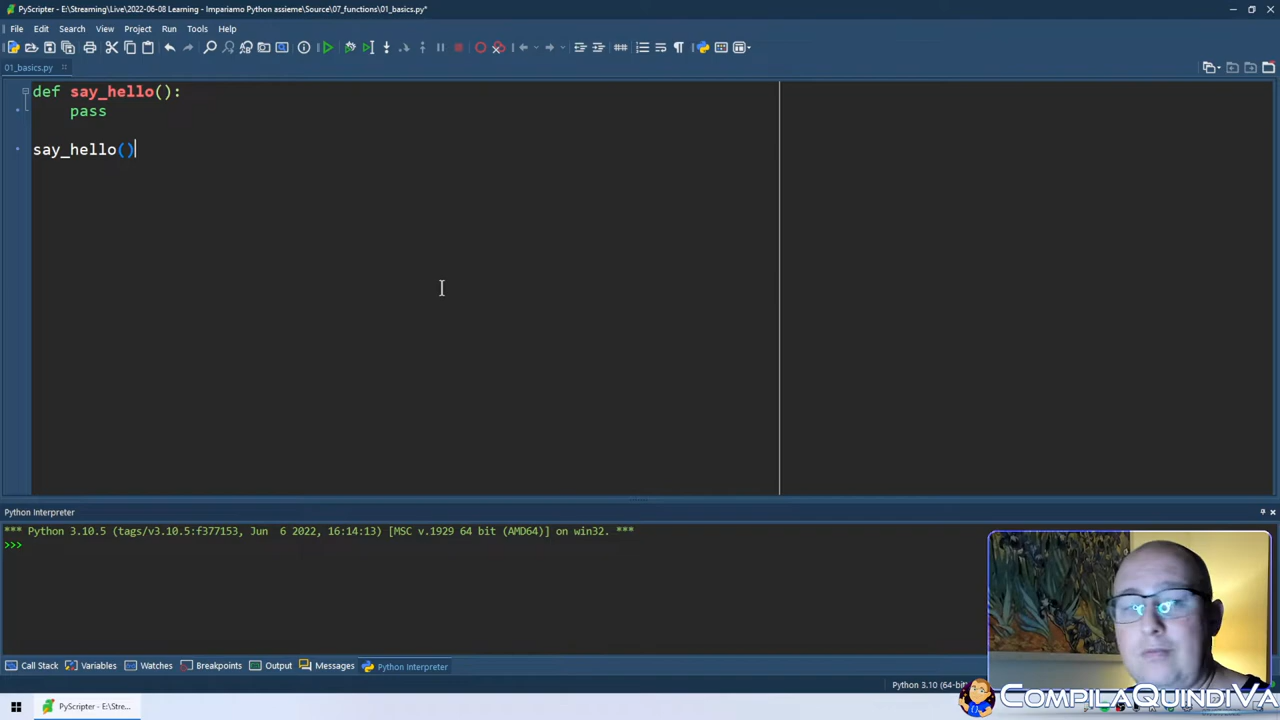 PyScripter - E:\Streaming\Live\2022-06-08 Learning - Impariamo Python assieme\Source\07_functions\01_basics.py*
File Edit Search View Project Run Tools Help
01_basics.py
def say_hello():
    pass
say_hello()
Python Interpreter
*** Python 3.10.5 (tags/v3.10.5:f377153, Jun  6 2022, 16:14:13) [MSC v.1929 64 bit (AMD64)] on win32. ***
>>>
Call Stack Variables Watches Breakpoints Output Messages Python Interpreter
Python 3.10 (64-bit)
COMPILAQUINDIVA
PyScripter - E:\Stre...